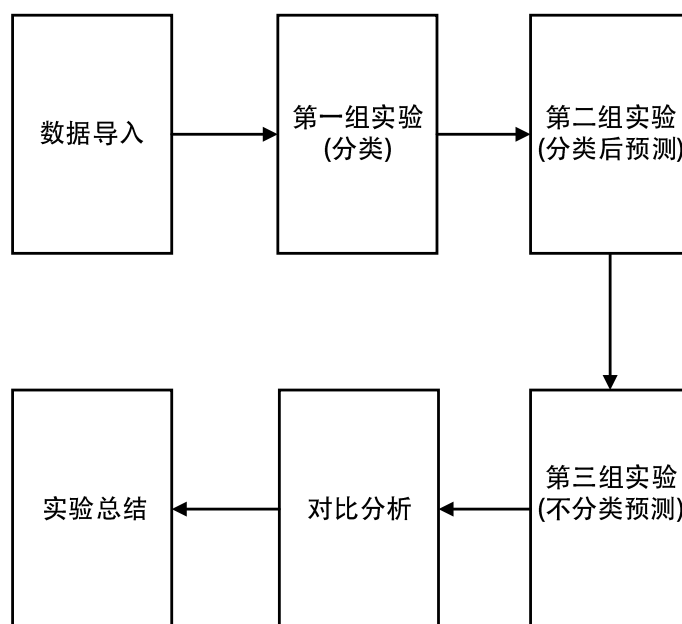 数据导入
第一组实验
(分类)
第二组实验
(分类后预测)
第三组实验
(不分类预测)
对比分析
实验总结